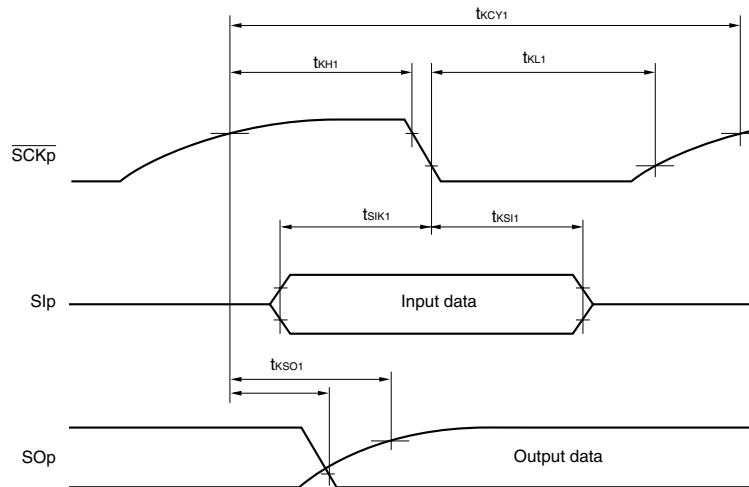 tKCY1
tKH1
tKL1
SCKp
tSIK1
tKSI1
SIp
Input data
tKSO1
SOp
Output data